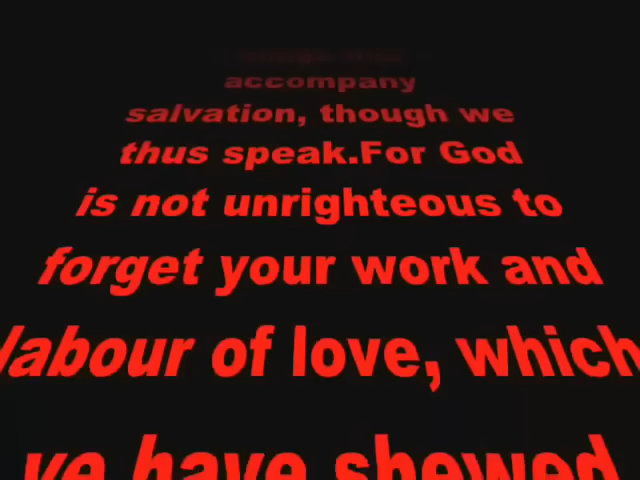 accompany
salvation, though we
thus speak.For God
is not unrighteous to
forget your work and
labour of love, which
ye have shewed